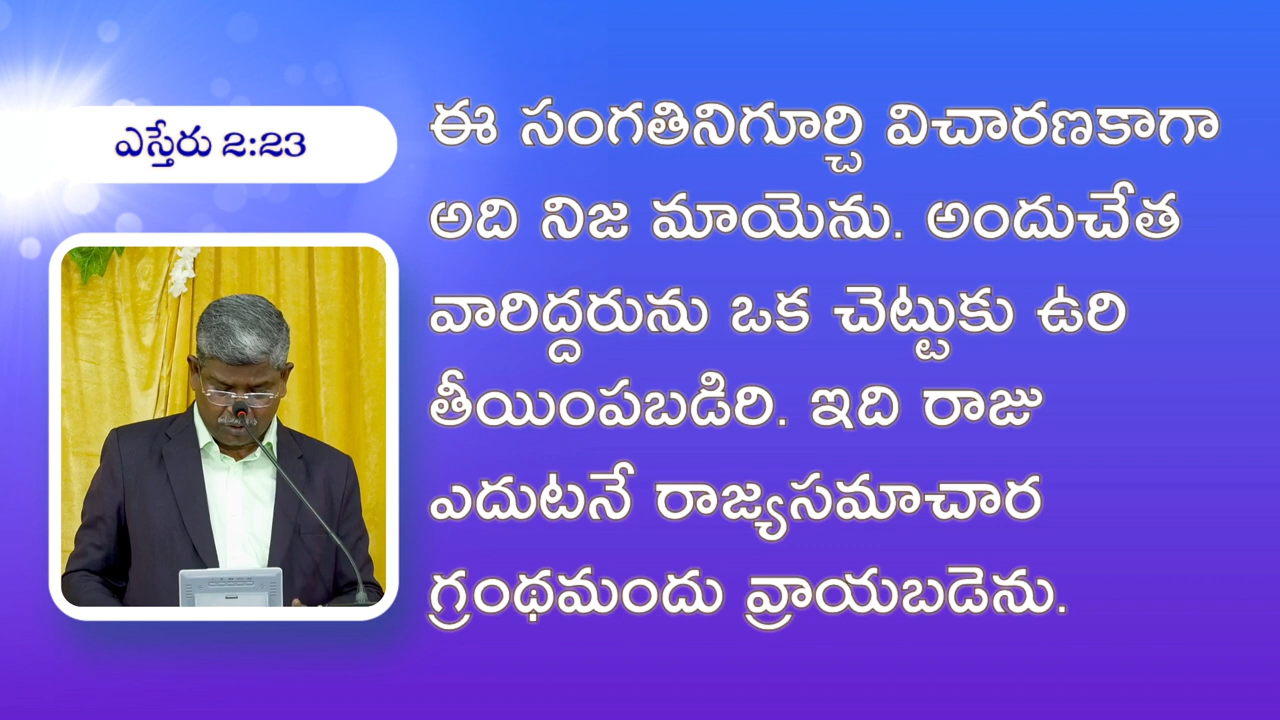 ఎస్తేరు 2:23
ఈ సంగతినిగూర్చి విచారణకాగా
అది నిజ మాయెను. అందుచేత
వారిద్దరును ఒక చెట్టుకు ఉరి
తీయింపబడిరి. ఇది రాజు
ఎదుటనే రాజ్యసమాచార
గ్రంథమందు వ్రాయబడెను.